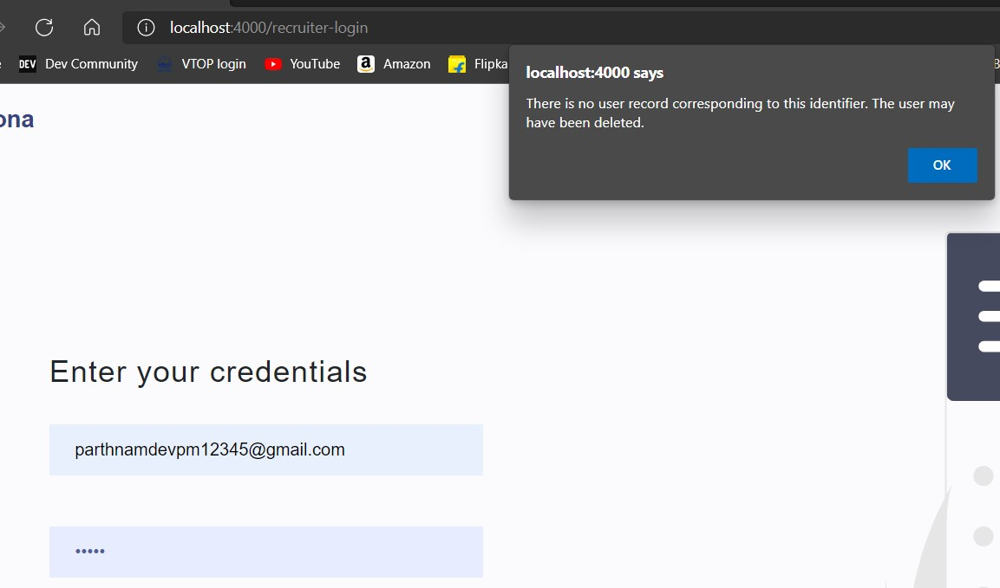 localhost:4000/recruiter-login
DEV Dev Community VTOP login YouTube a Amazon Flipka
localhost:4000 says
There is no user record corresponding to this identifier. The user may
have been deleted.
OK
ona
Enter your credentials
parthnamdevpm12345@gmail.com
•••••